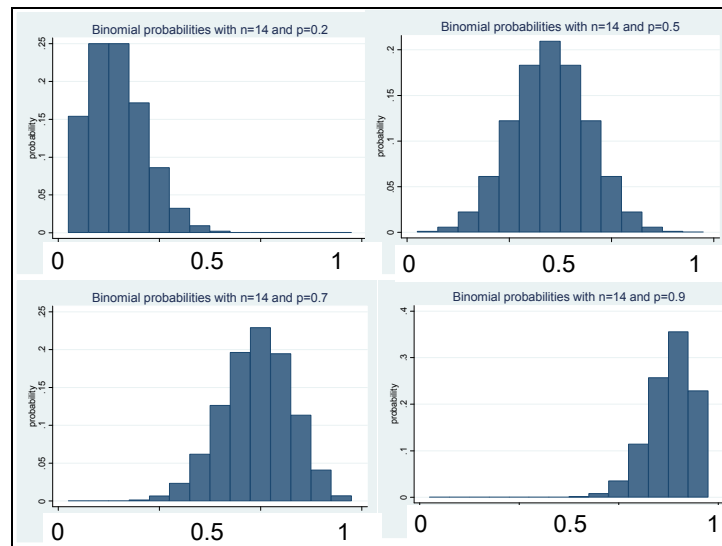 Binomial probabilities with n=14 and p=0.2
probability
.25
.2
.15
.1
.05
0
0 0.5 1
Binomial probabilities with n=14 and p=0.5
probability
.2
.15
.1
.05
0
0 0.5 1
Binomial probabilities with n=14 and p=0.7
probability
.25
.2
.15
.1
.05
0
0 0.5 1
Binomial probabilities with n=14 and p=0.9
probability
.4
.3
.2
.1
0
0 0.5 1